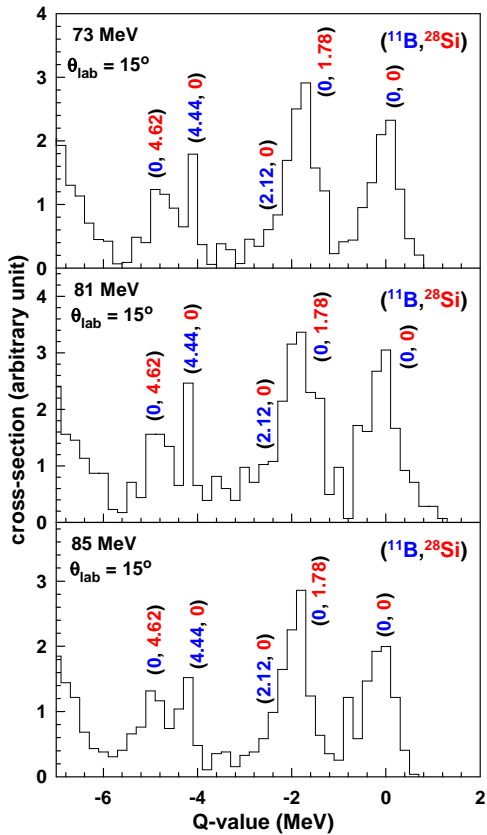 73 MeV
θlab = 15o
(11B,28Si)
(0, 4.62)
(4.44, 0)
(2.12, 0)
(0, 1.78)
(0, 0)
4
3
2
1
0
81 MeV
θlab = 15o
(11B,28Si)
(0, 4.62)
(4.44, 0)
(2.12, 0)
(0, 1.78)
(0, 0)
4
3
2
1
0
85 MeV
θlab = 15o
(11B,28Si)
(0, 4.62)
(4.44, 0)
(2.12, 0)
(0, 1.78)
(0, 0)
3
2
1
0
cross-section (arbitrary unit)
-6 -4 -2 0 2
Q-value (MeV)